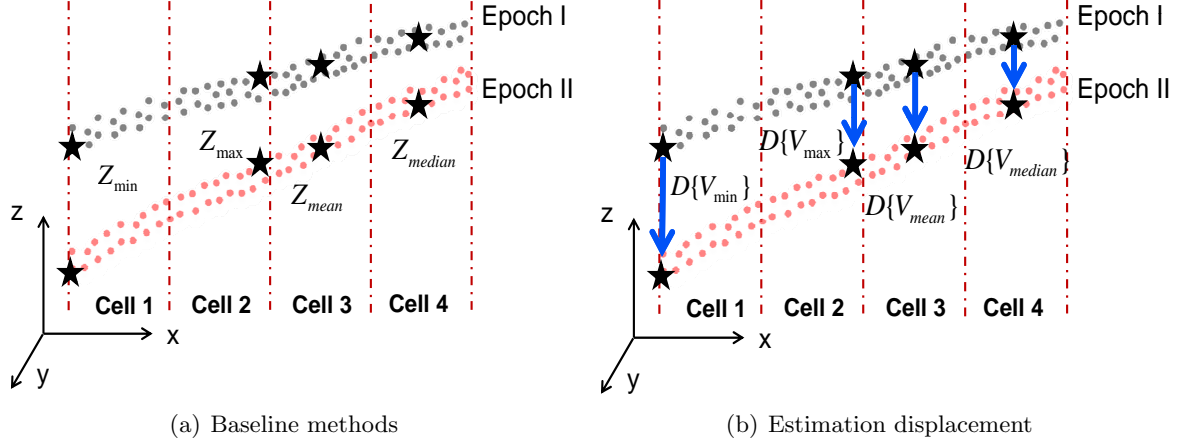 Epoch I
Epoch II
Z_max
Z_min
Z_median
Z_mean
z
Cell 1
Cell 2
Cell 3
Cell 4
x
y
(a) Baseline methods
Epoch I
Epoch II
D{V_max}
D{V_min}
D{V_median}
D{V_mean}
z
Cell 1
Cell 2
Cell 3
Cell 4
x
y
(b) Estimation displacement